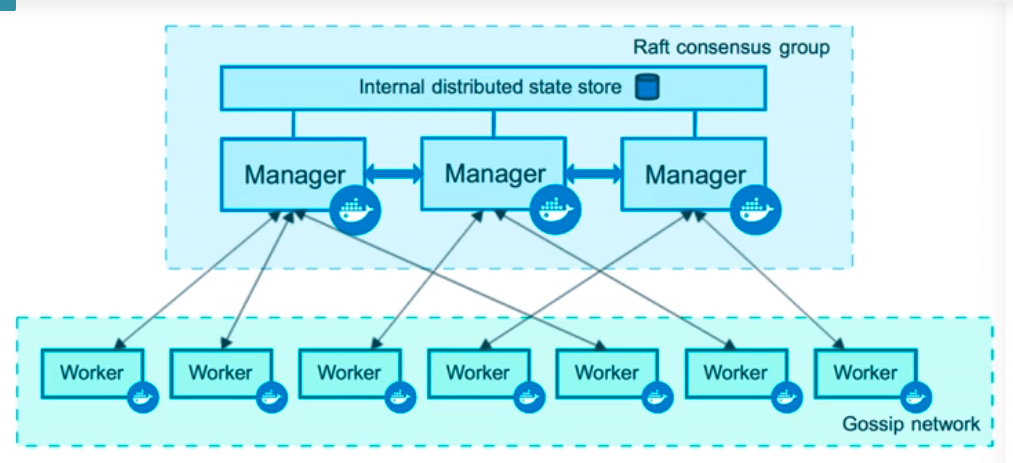 Raft consensus group
Internal distributed state store
Manager
Manager
Manager
Worker
Worker
Worker
Worker
Worker
Worker
Worker
Gossip network